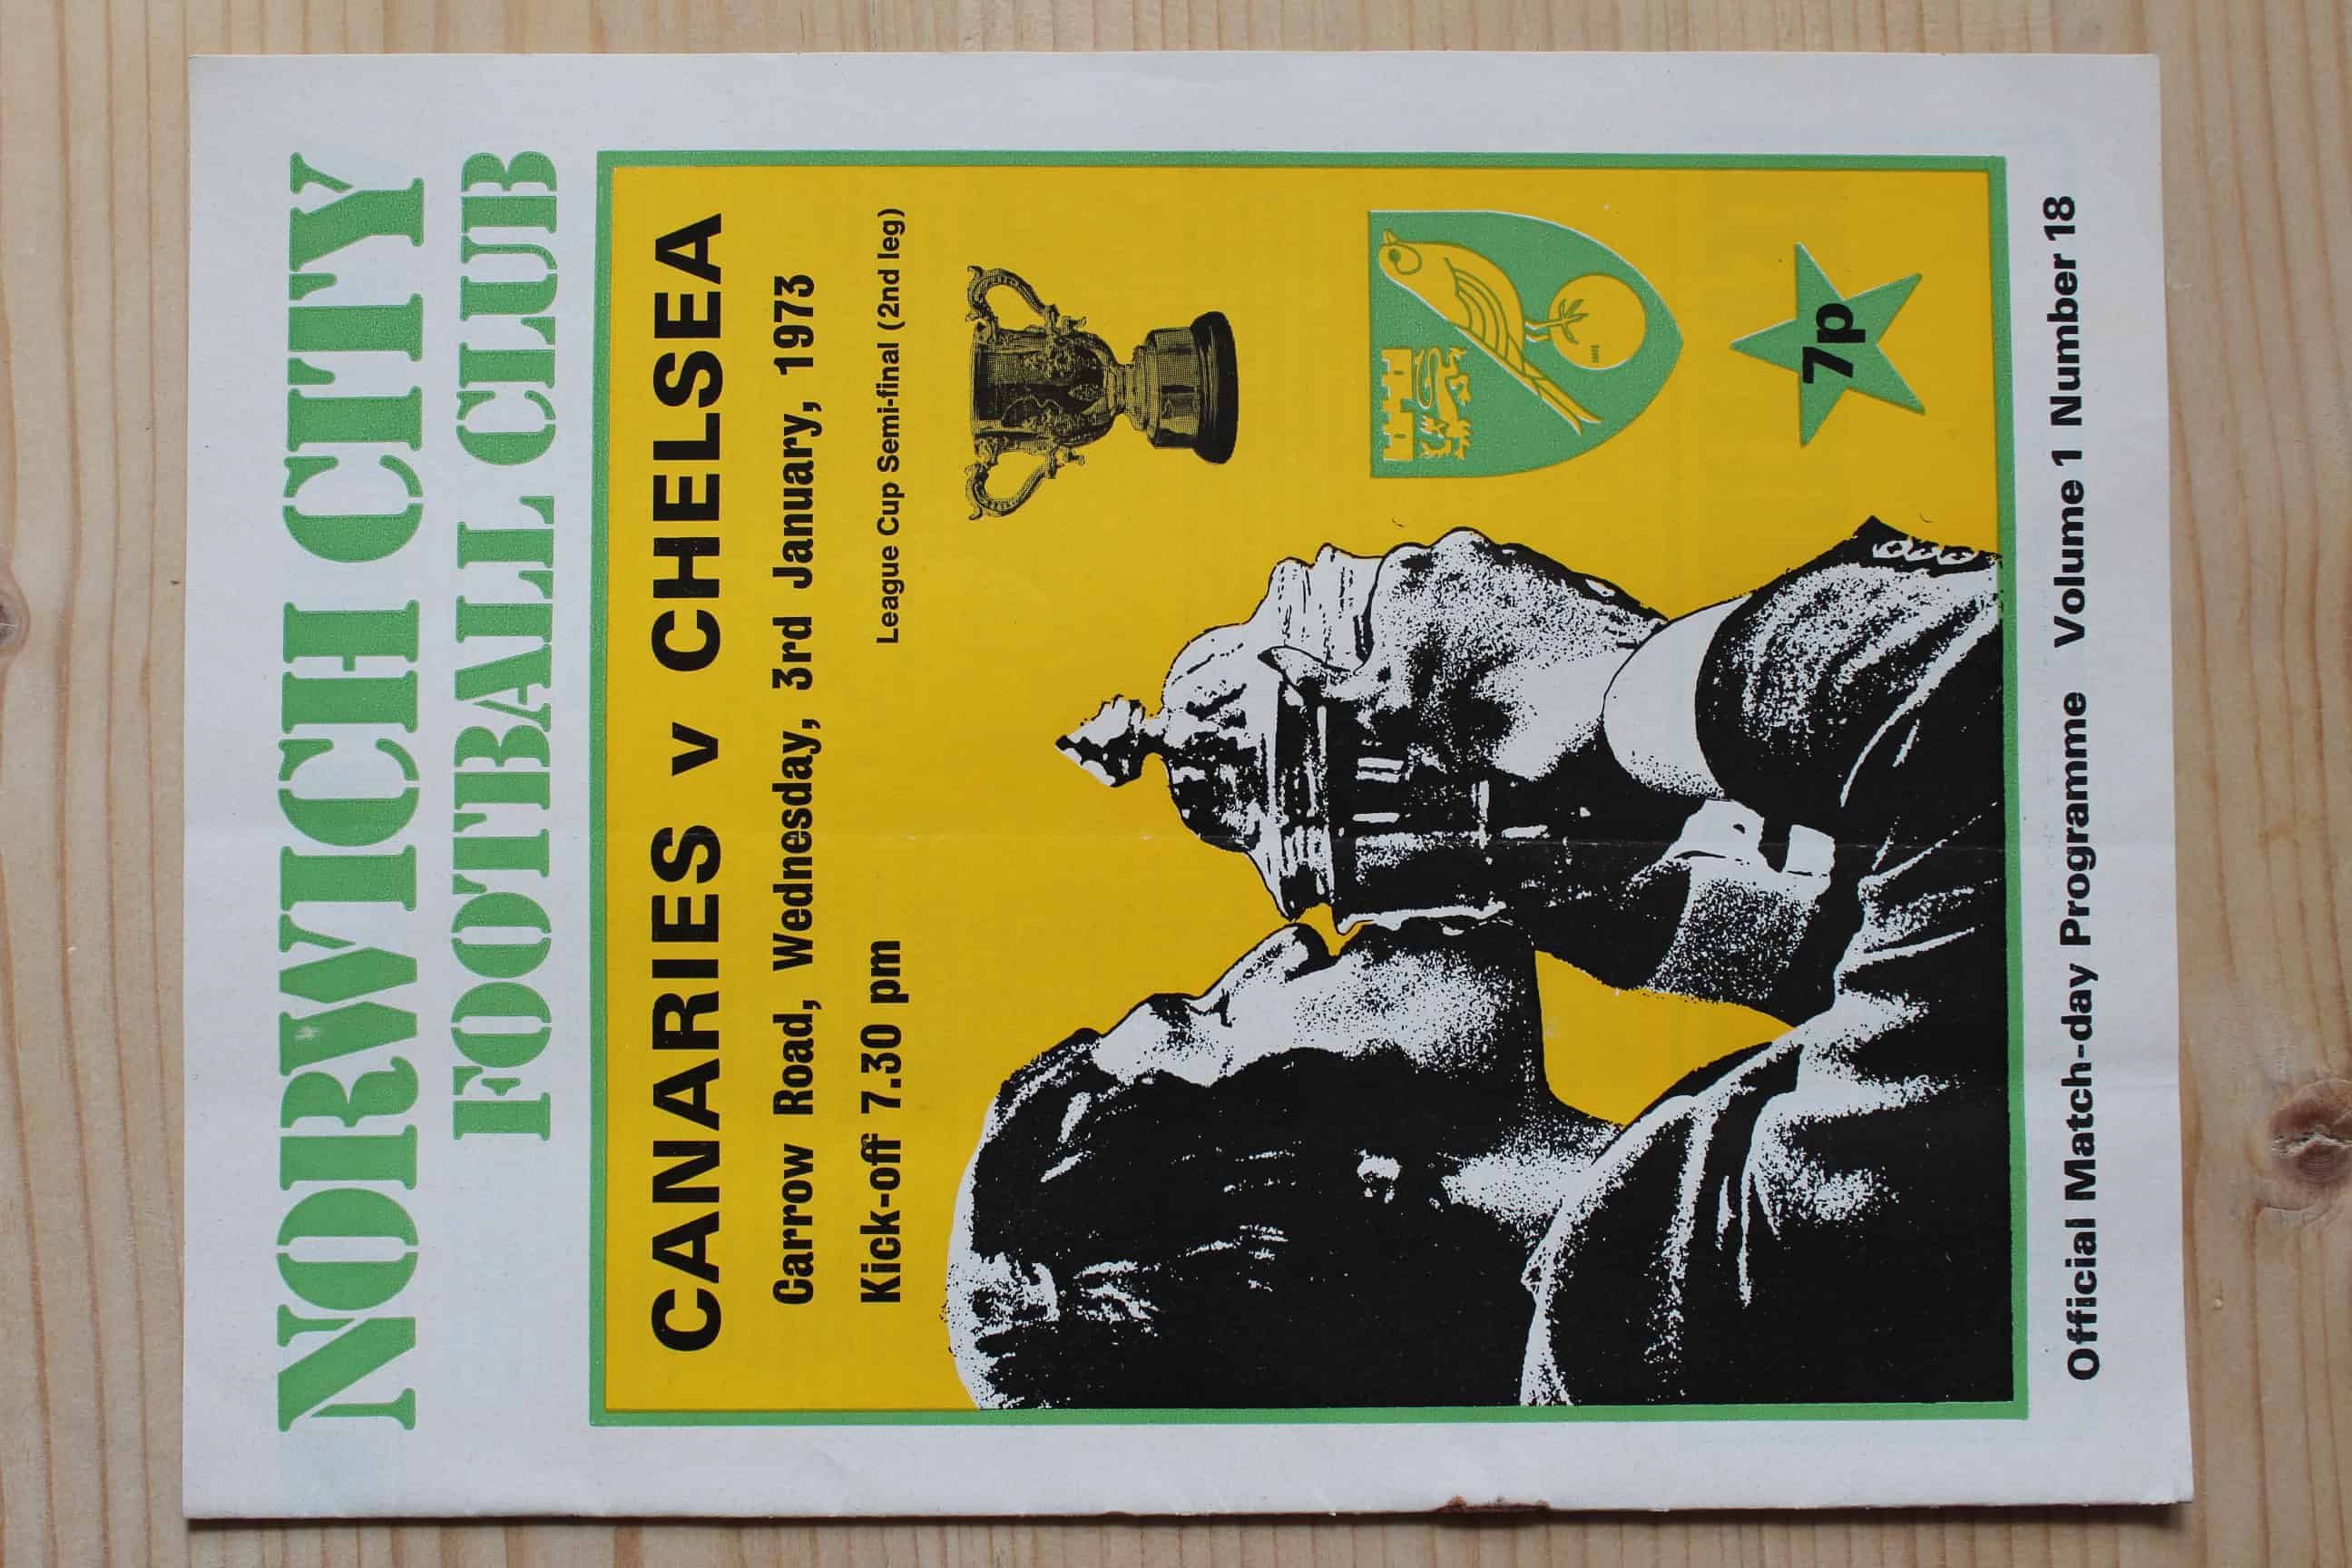 NORWICH CITY
FOOTBALL CLUB
CANARIES v CHELSEA
Carrow Road, Wednesday, 3rd January, 1973
Kick-off 7.30 pm
League Cup Semi-final (2nd leg)
7p
Official Match-day Programme Volume 1 Number 18